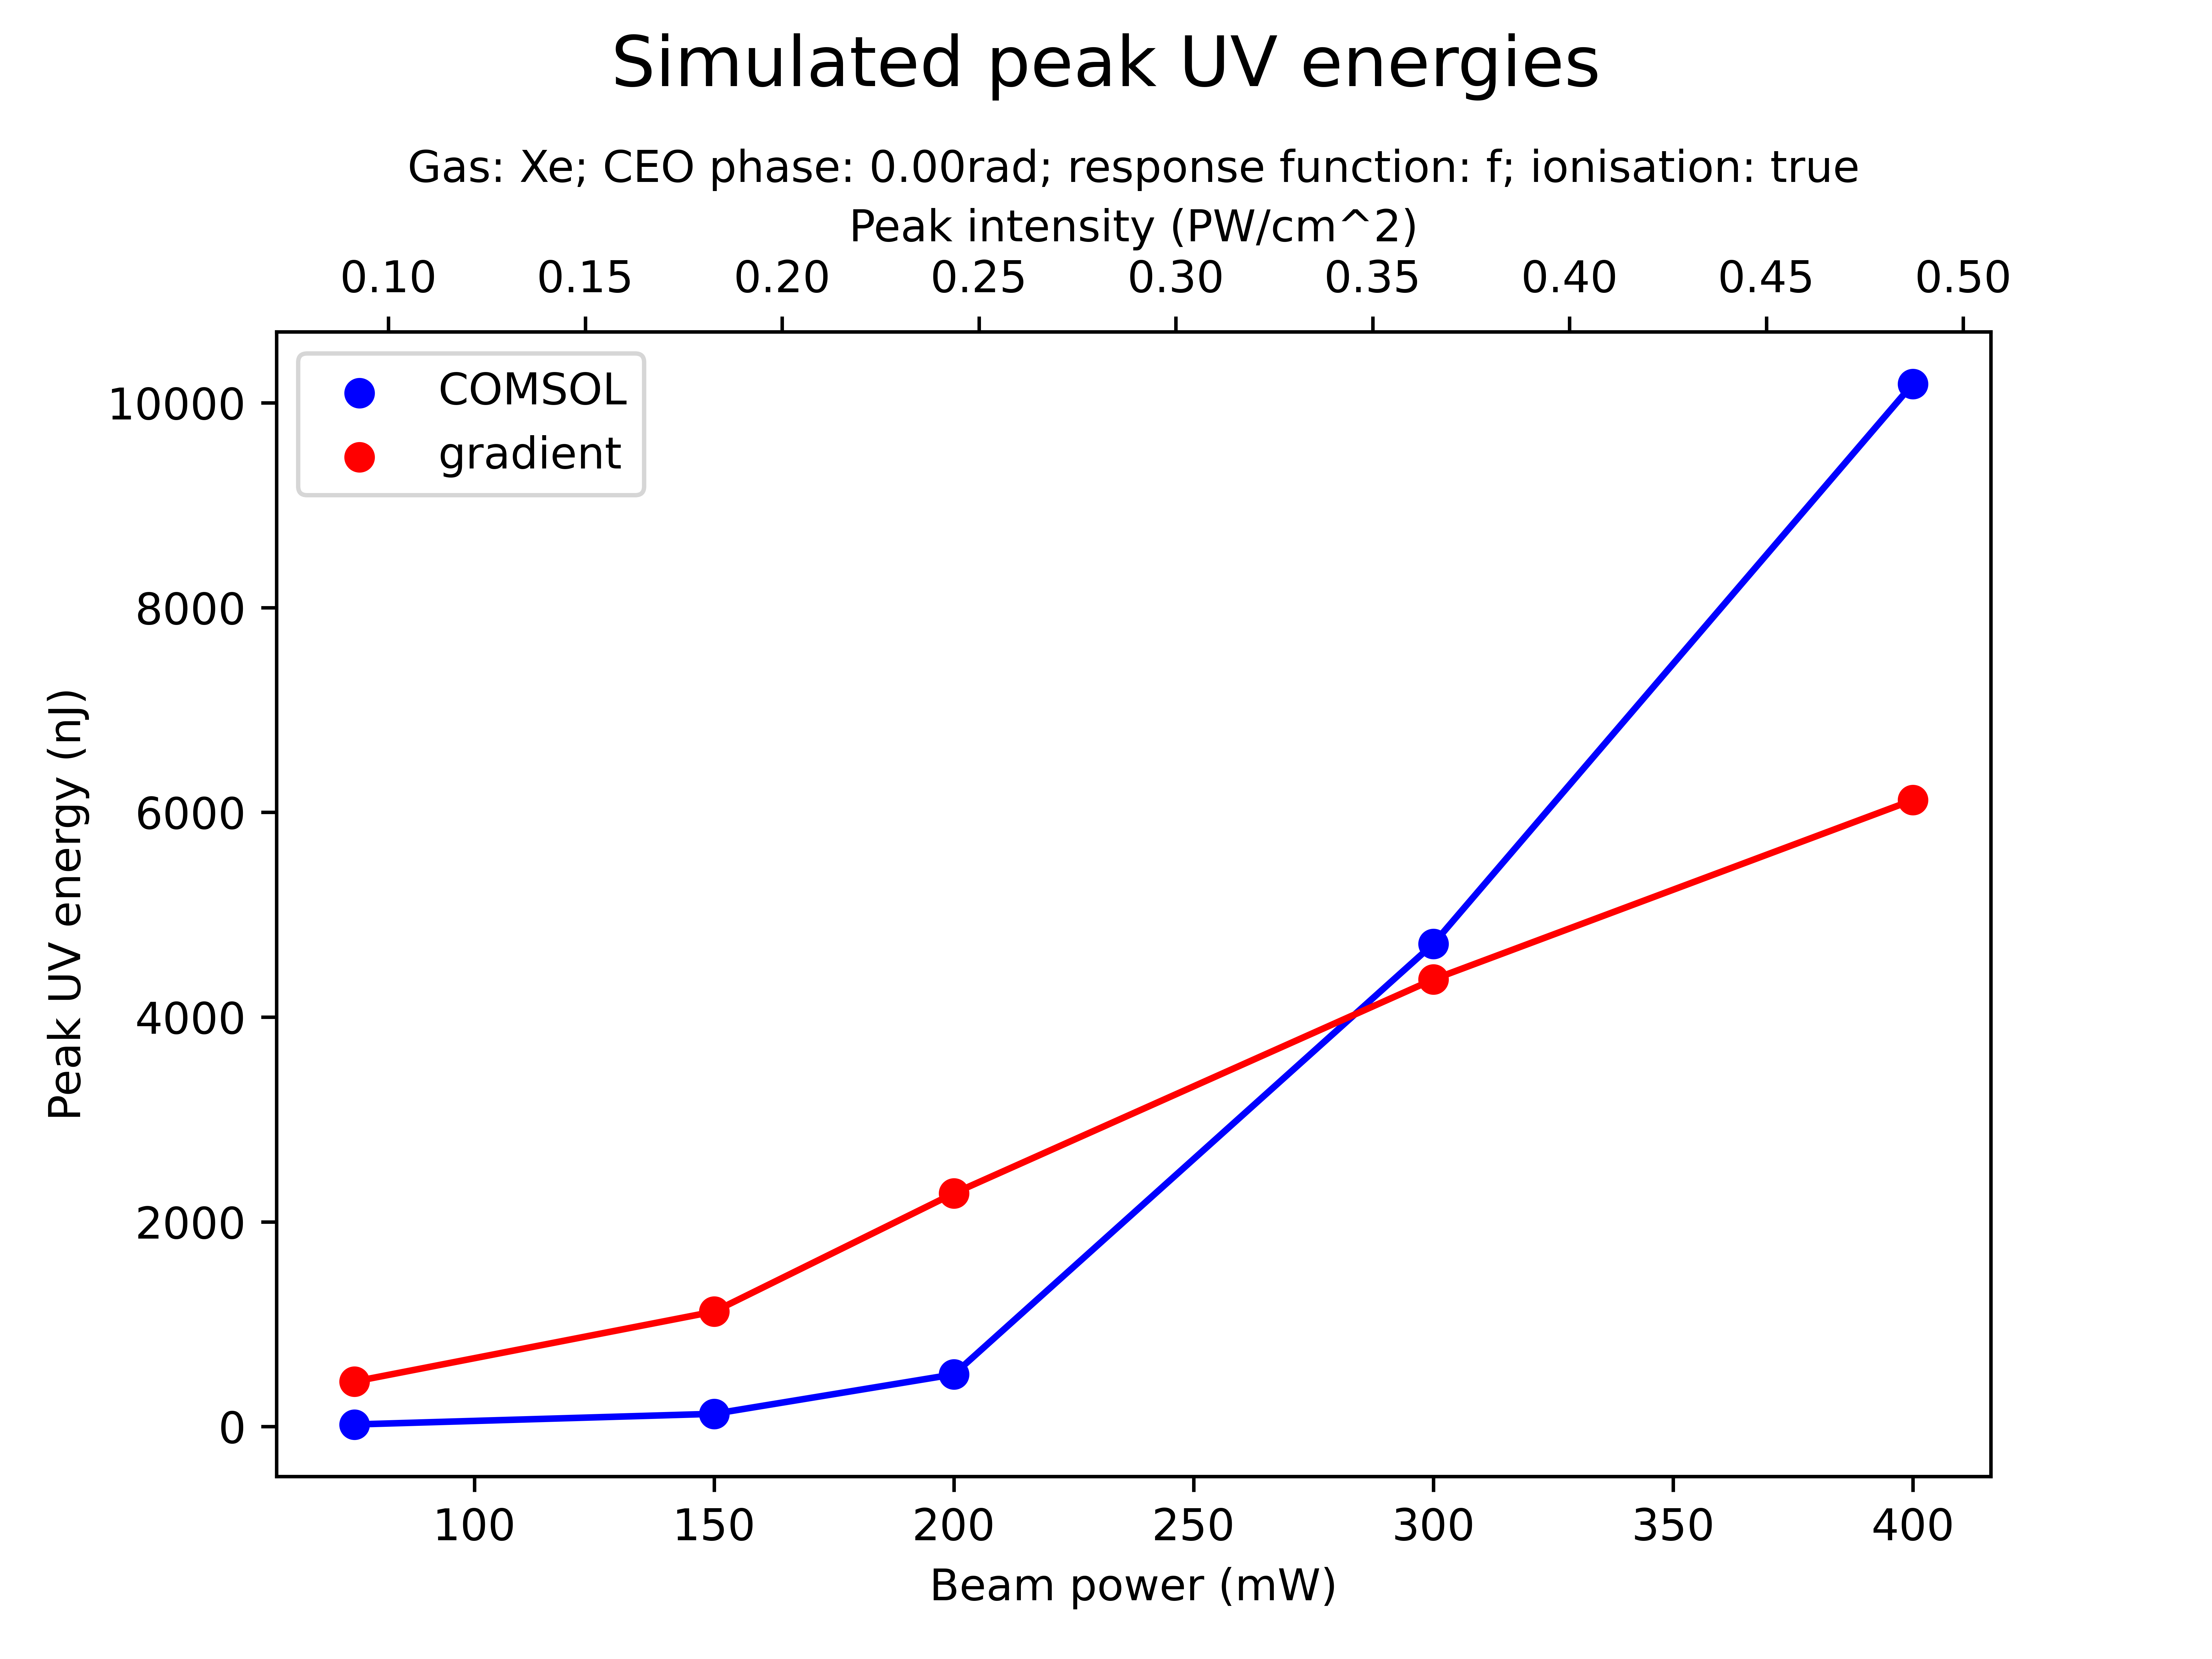 Simulated peak UV energies
Gas: Xe; CEO phase: 0.00rad; response function: f; ionisation: true
Peak intensity (PW/cm^2)
0.10 0.15 0.20 0.25 0.30 0.35 0.40 0.45 0.50
COMSOL
gradient
10000
8000
6000
4000
2000
0
Peak UV energy (nJ)
100 150 200 250 300 350 400
Beam power (mW)